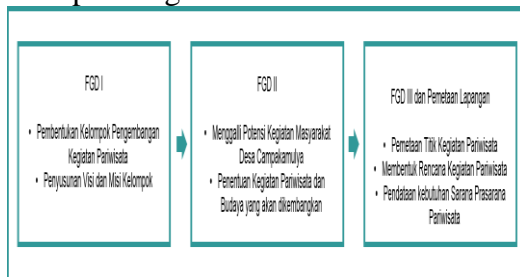 FGD I
• Pembentukan Kelompok Pengembangan
Kegiatan Pariwisata
• Penyusunan Visi dan Misi Kelompok
FGD II
• Menggalli Potensi Kegiatan Masyarakat
Desa Campakamulya
• Penentuan Kegiatan Pariwisata dan
Budaya yang akan dikembangkan
FGD III dan Pemetaan Lapangan
• Pemetaan Titik Kegiatan Pariwisata
• Membentuk Rencana Kegiatan Pariwisata
• Pendataan kebutuhan Sarana Prasarana
Pariwisata